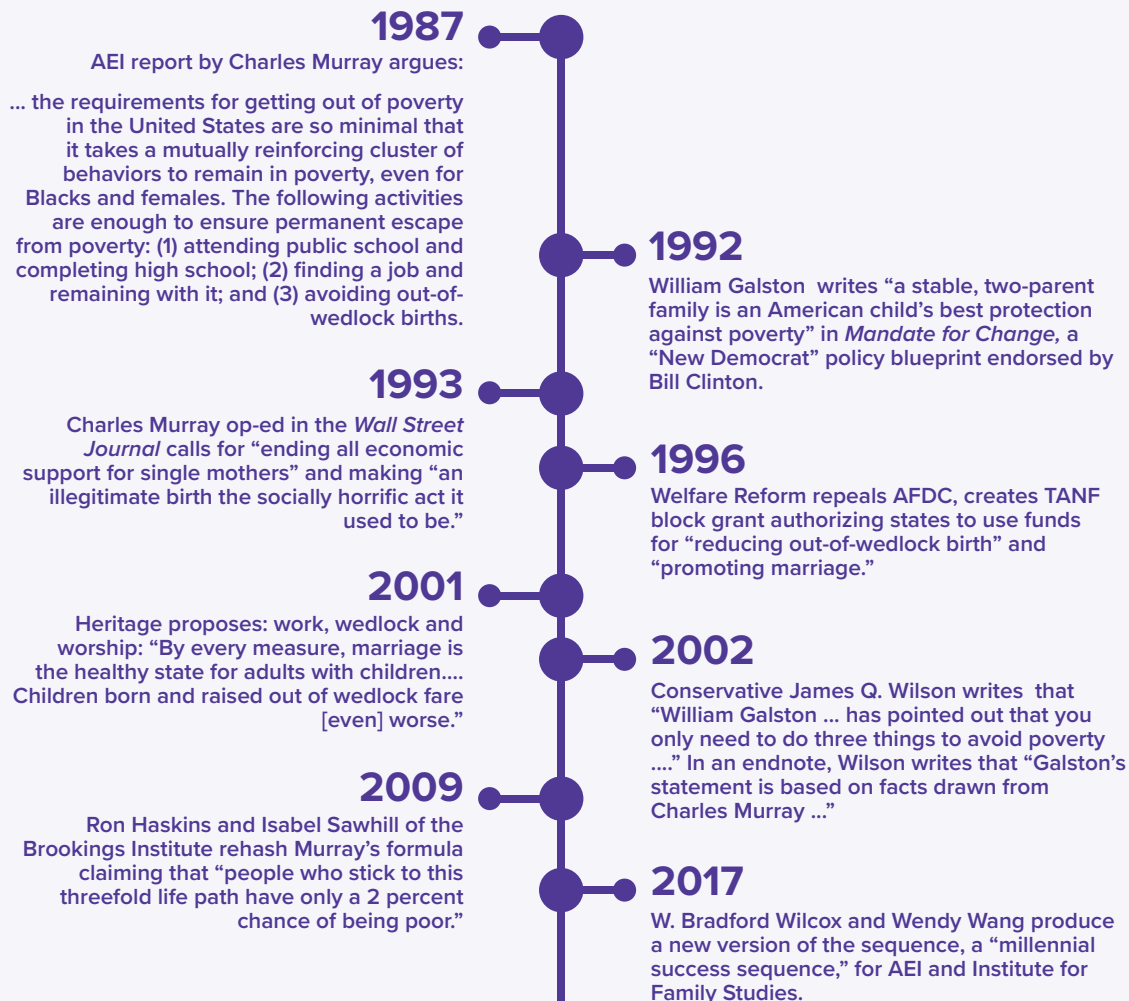 1987
AEI report by Charles Murray argues:
... the requirements for getting out of poverty
in the United States are so minimal that
it takes a mutually reinforcing cluster of
behaviors to remain in poverty, even for
Blacks and females. The following activities
are enough to ensure permanent escape
from poverty: (1) attending public school and
completing high school; (2) finding a job and
remaining with it; and (3) avoiding out-of-
wedlock births.
1992
William Galston writes “a stable, two-parent
family is an American child’s best protection
against poverty” in Mandate for Change, a
“New Democrat” policy blueprint endorsed by
Bill Clinton.
1993
Charles Murray op-ed in the Wall Street
Journal calls for “ending all economic
support for single mothers” and making “an
illegitimate birth the socially horrific act it
used to be.”
1996
Welfare Reform repeals AFDC, creates TANF
block grant authorizing states to use funds
for “reducing out-of-wedlock birth” and
“promoting marriage.”
2001
Heritage proposes: work, wedlock and
worship: “By every measure, marriage is
the healthy state for adults with children....
Children born and raised out of wedlock fare
[even] worse.”
2002
Conservative James Q. Wilson writes that
“William Galston ... has pointed out that you
only need to do three things to avoid poverty
....” In an endnote, Wilson writes that “Galston’s
statement is based on facts drawn from
Charles Murray ...”
2009
Ron Haskins and Isabel Sawhill of the
Brookings Institute rehash Murray’s formula
claiming that “people who stick to this
threefold life path have only a 2 percent
chance of being poor.”
2017
W. Bradford Wilcox and Wendy Wang produce
a new version of the sequence, a “millennial
success sequence,” for AEI and Institute for
Family Studies.